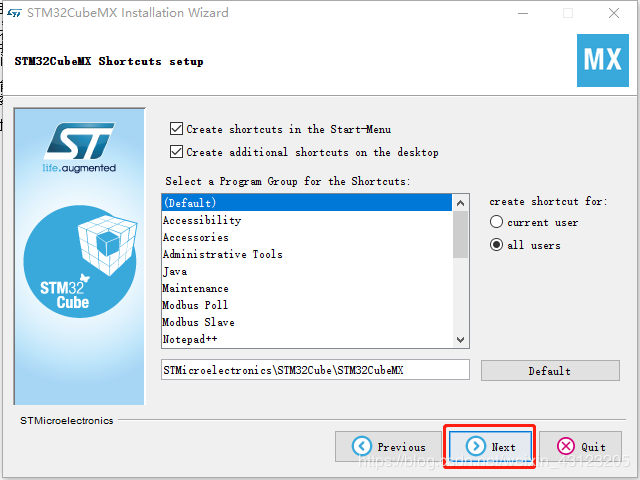 STM32CubeMX Installation Wizard
STM32CubeMX Shortcuts setup
MX
ST
life.augmented
STM32
Cube
Create shortcuts in the Start-Menu
Create additional shortcuts on the desktop
Select a Program Group for the Shortcuts:
(Default)
Accessibility
Accessories
Administrative Tools
Java
Maintenance
Modbus Poll
Modbus Slave
Notepad++
create shortcut for:
current user
all users
STMicroelectronics\STM32Cube\STM32CubeMX
Default
STMicroelectronics
Previous
Next
Quit
https://blog.csdn.net/weixin_43123205